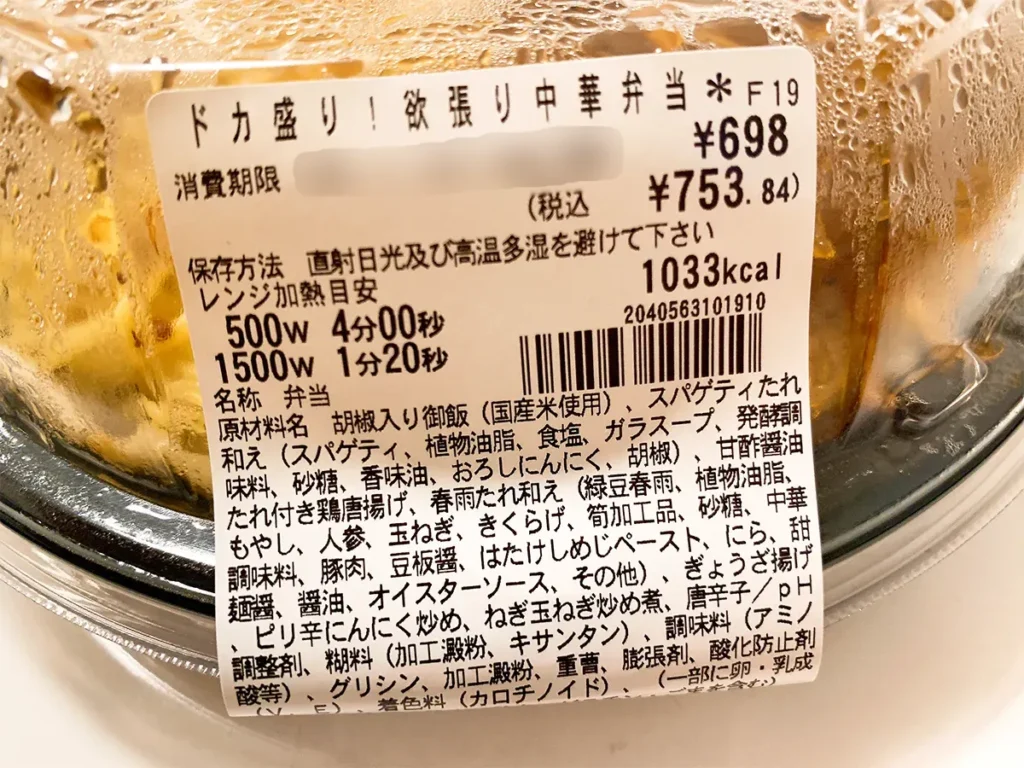 ドカ盛り!欲張り中華弁当＊F19
¥698
消費期限
(税込 ¥753.84)
保存方法 直射日光及び高温多湿を避けて下さい
レンジ加熱目安 1033kcal
500W 4分00秒
2040563101910
1500W 1分20秒
名称 弁当
原材料名 胡椒入り御飯(国産米使用)、スパゲティたれ
和え(スパゲティ、植物油脂、食塩、ガラスープ、発酵調
味料、砂糖、香味油、おろしにんにく、胡椒)、甘酢醤油
たれ付き鶏唐揚げ、春雨たれ和え(緑豆春雨、植物油脂、
もやし、人参、玉ねぎ、きくらげ、筍加工品、砂糖、中華
調味料、豚肉、豆板醤、はたけしめじペースト、にら、甜
麺醤、醤油、オイスターソース、その他)、ぎょうざ揚げ
、ピリ辛にんにく炒め、ねぎ玉ねぎ炒め煮、唐辛子/pH
調整剤、糊料(加工澱粉、キサンタン)、調味料(アミノ
酸等)、グリシン、加工澱粉、重曹、膨張剤、酸化防止剤
(V.E)、着色料(カロチノイド)、(一部に卵・乳成